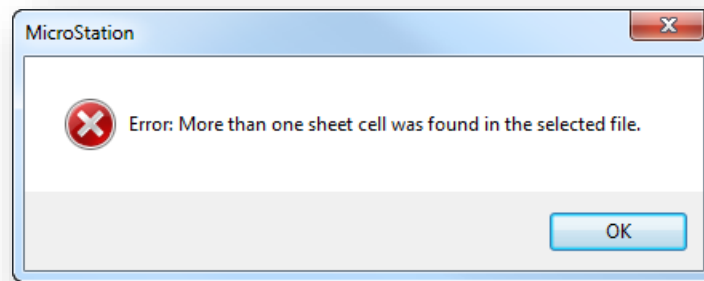 MicroStation
Error: More than one sheet cell was found in the selected file.
OK